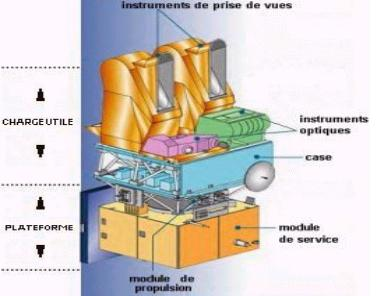 instruments de prise de vues
CHARGE UTILE
instruments
optiques
case
PLATEFORME
module
de service
module de
propulsion